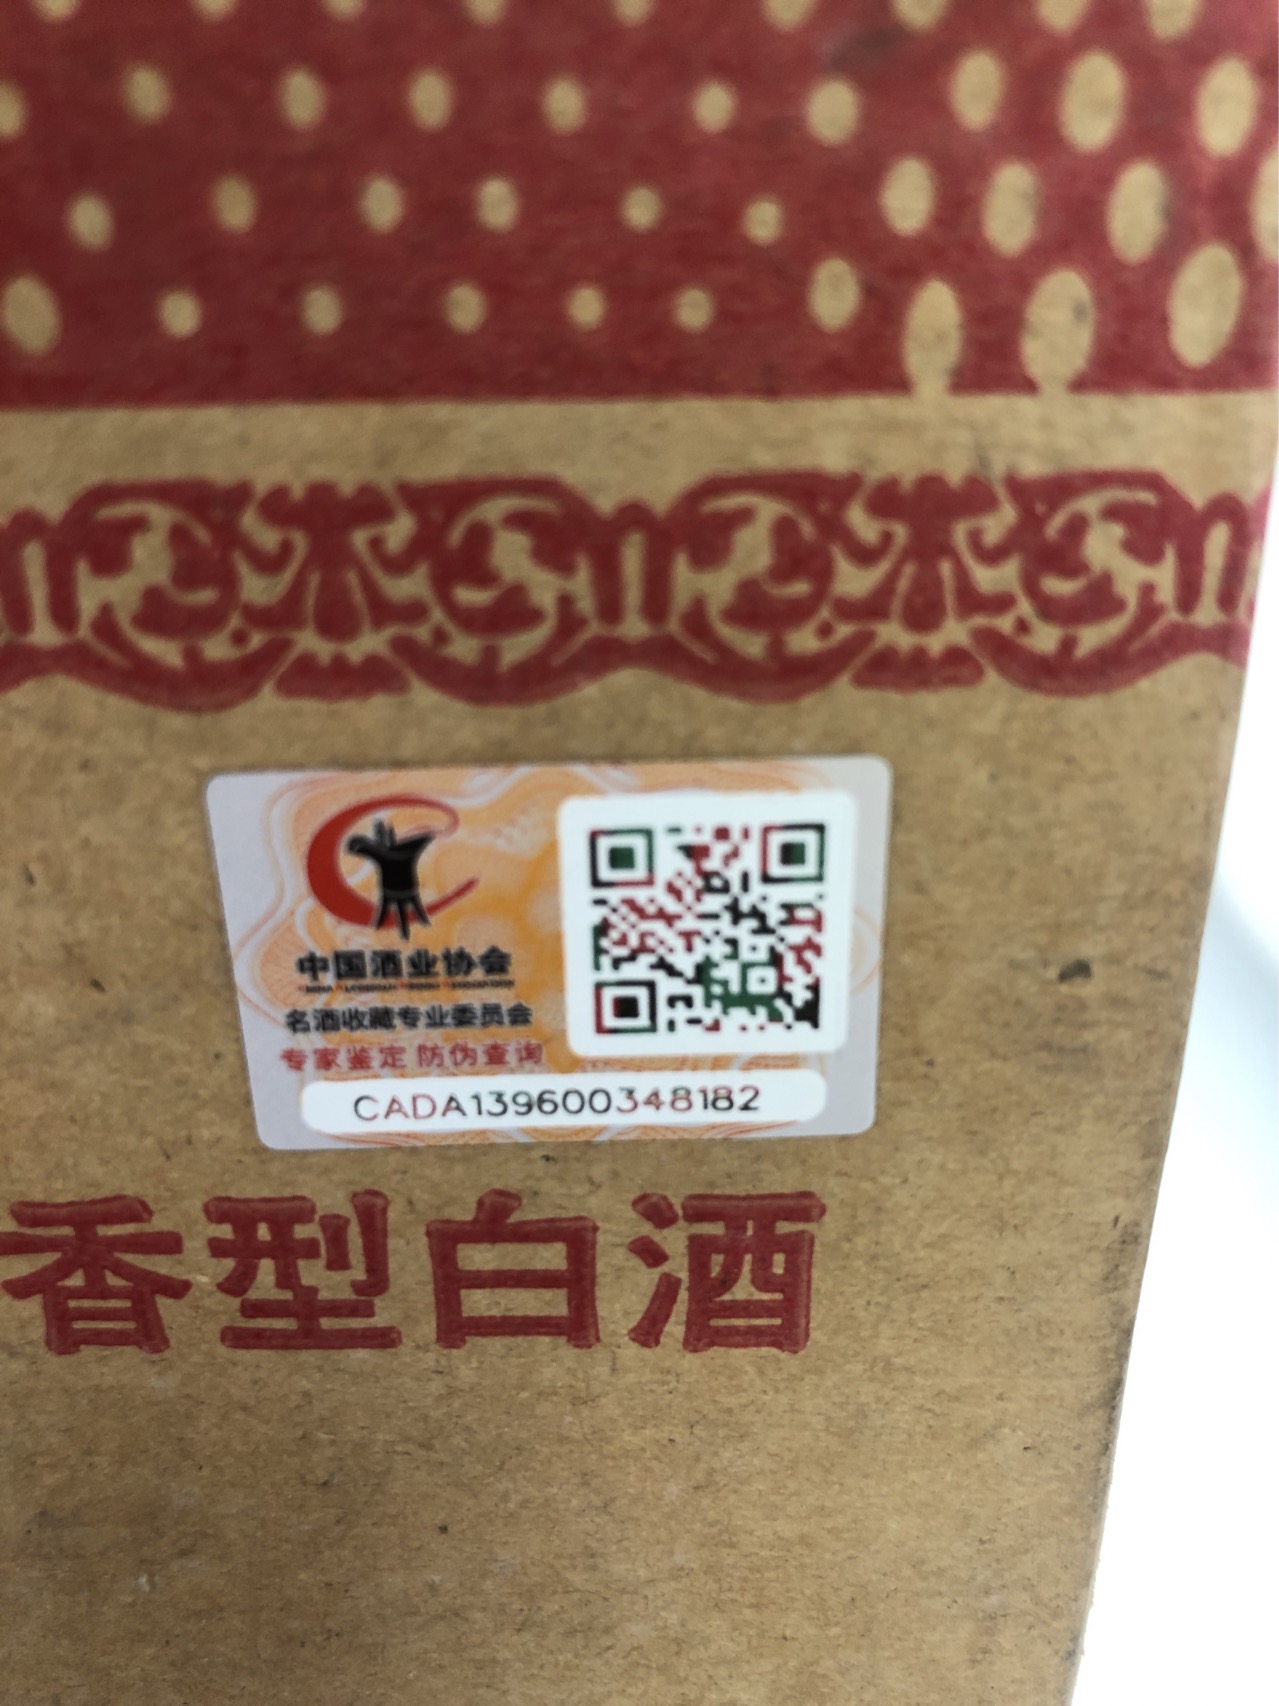 中国酒业协会
名酒收藏专业委员会
专家鉴定 防伪查询
CADA139600348182
香型白酒